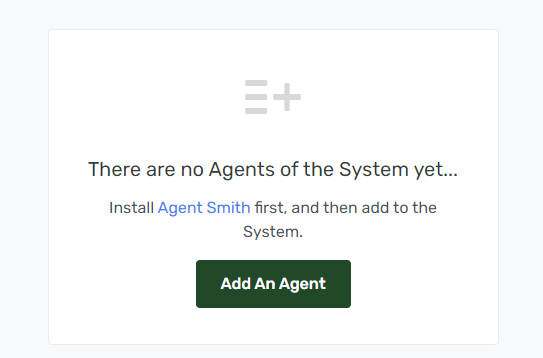 There are no Agents of the System yet...
Install Agent Smith first, and then add to the
System.
Add An Agent